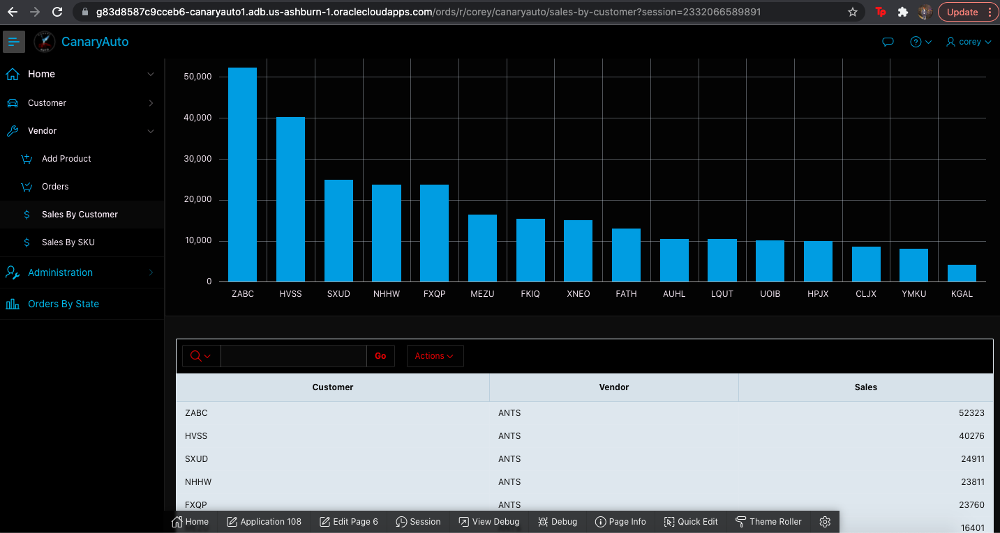 g83d8587c9cceb6-canaryauto1.adb.us-ashburn-1.oraclecloudapps.com/ords/r/corey/canaryauto/sales-by-customer?session=2332066589891
Tp
Update
CanaryAuto
corey
Home
Customer
Vendor
Add Product
Orders
Sales By Customer
Sales By SKU
Administration
Orders By State
50,000
40,000
30,000
20,000
10,000
0
ZABC HVSS SXUD NHHW FXQP MEZU FKIQ XNEO FATH AUHL LQUT UOIB HPJX CLJX YMKU KGAL
Go Actions
Customer Vendor Sales
ZABC ANTS 52323
HVSS ANTS 40276
SXUD ANTS 24911
NHHW ANTS 23811
FXQP ANTS 23760
16401
Home Application 108 Edit Page 6 Session View Debug Debug Page Info Quick Edit Theme Roller